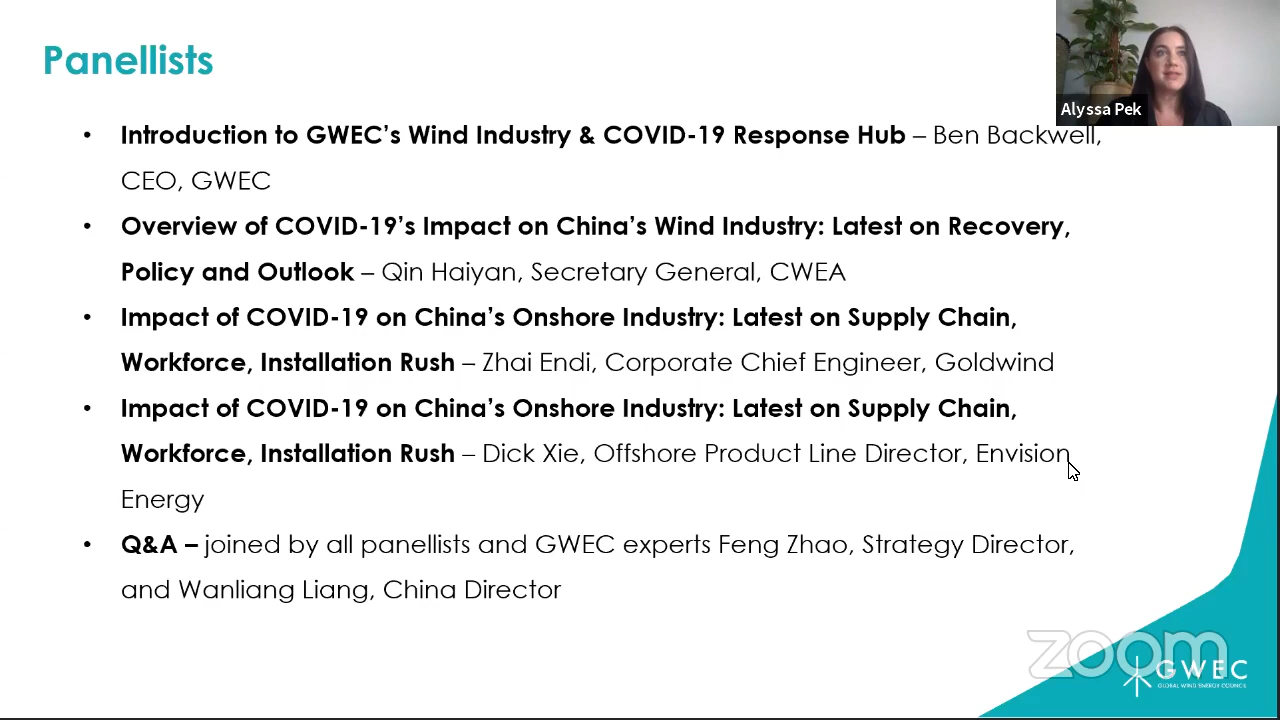 Panellists
Alyssa Pek
• Introduction to GWEC’s Wind Industry & COVID-19 Response Hub – Ben Backwell,
CEO, GWEC
• Overview of COVID-19’s Impact on China’s Wind Industry: Latest on Recovery,
Policy and Outlook – Qin Haiyan, Secretary General, CWEA
• Impact of COVID-19 on China’s Onshore Industry: Latest on Supply Chain,
Workforce, Installation Rush – Zhai Endi, Corporate Chief Engineer, Goldwind
• Impact of COVID-19 on China’s Onshore Industry: Latest on Supply Chain,
Workforce, Installation Rush – Dick Xie, Offshore Product Line Director, Envision
Energy
• Q&A – joined by all panellists and GWEC experts Feng Zhao, Strategy Director,
and Wanliang Liang, China Director
zoom
GWEC
GLOBAL WIND ENERGY COUNCIL